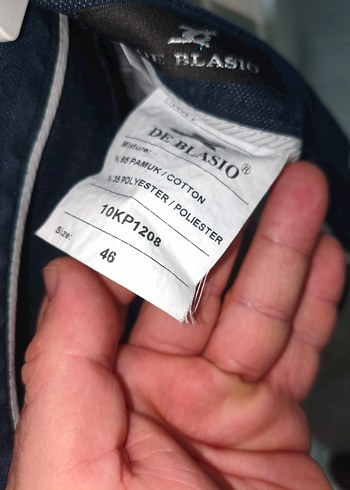 DE BLASIO
DE BLASIO®
Mixture:
% 65 PAMUK / COTTON
% 35 POLYESTER / POLIESTER
10KP1208
Size:
46